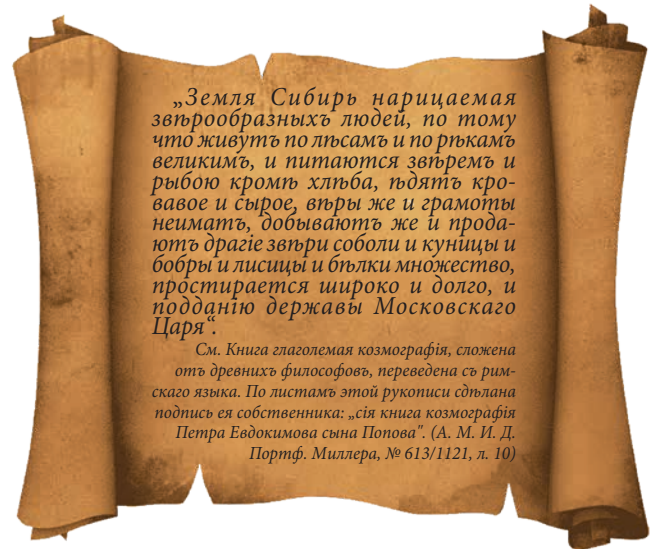 „Земля Сибирь нарицаемая
звѣрообразныхъ людей, по тому
что живутъ по лѣсамъ и по рѣкамъ
великимъ, и питаются звѣремъ и
рыбою кромѣ хлѣба, ѣдятъ кро-
вавое и сырое, вѣры же и грамоты
неиматъ, добываютъ же и прода-
ютъ драгіе звѣри соболи и куницы и
бобры и лисицы и бѣлки множество,
простирается широко и долго, и
подданію державы Московскаго
Царя“.
См. Книга глаголемая козмографія, сложена
отъ древнихъ философовъ, переведена съ рим-
скаго языка. По листамъ этой рукописи сдѣлана
подпись ея собственника: „сія книга козмографія
Петра Евдокимова сына Попова". (А. М. И. Д.
Портф. Миллера, № 613/1121, л. 10)